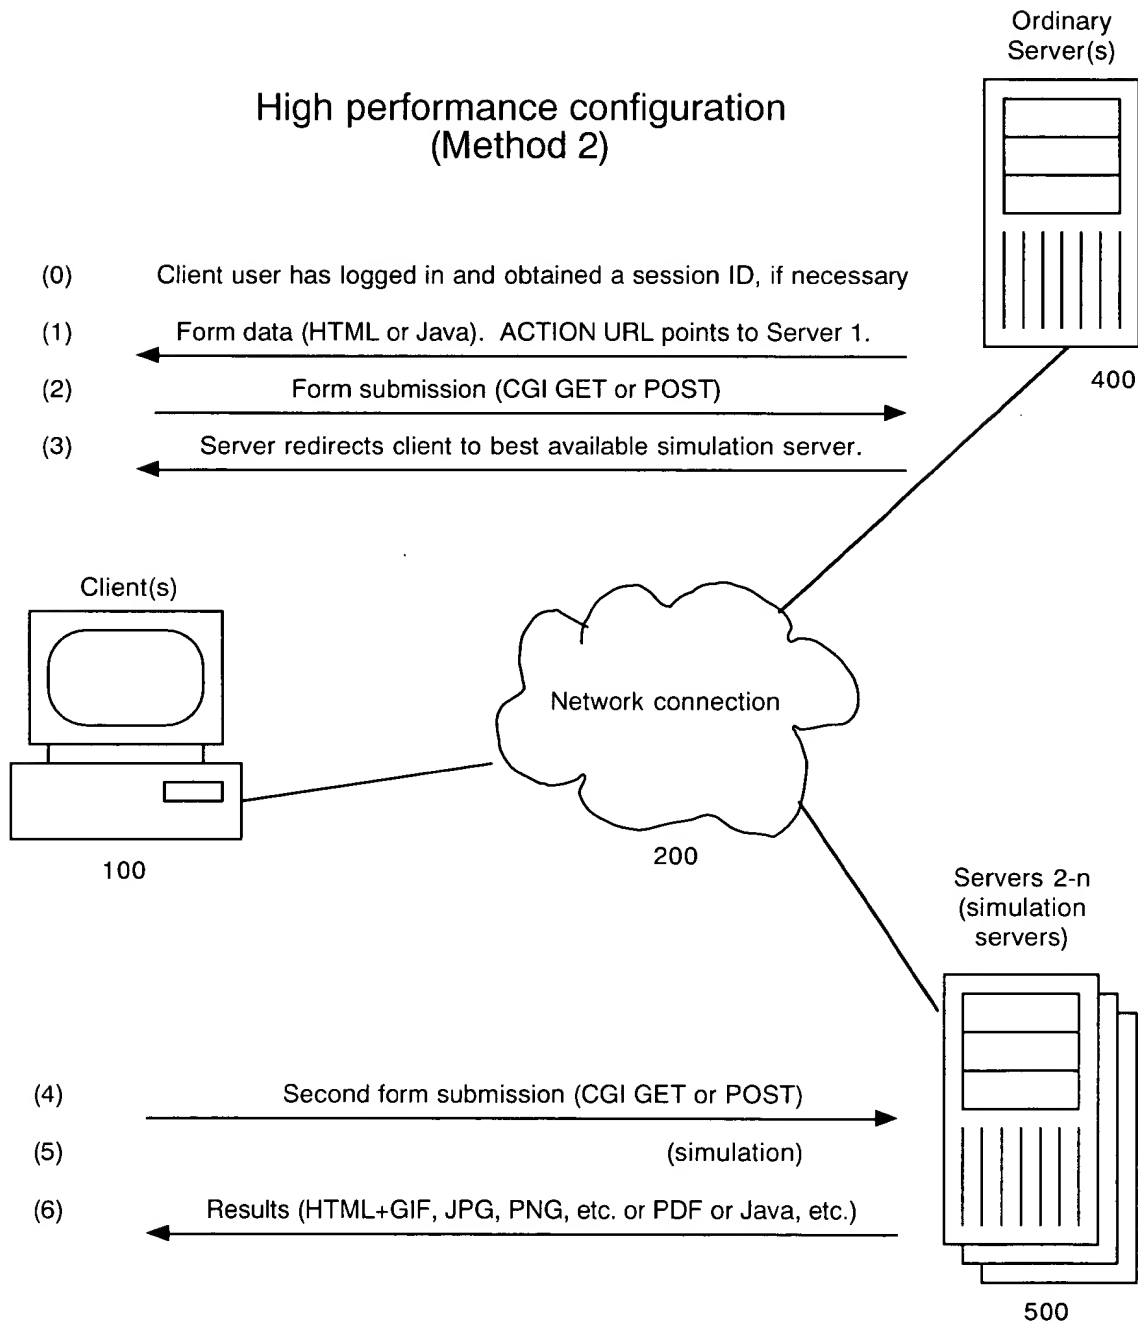 Ordinary
Server(s)
High performance configuration
(Method 2)
(0) Client user has logged in and obtained a session ID, if necessary
(1) Form data (HTML or Java). ACTION URL points to Server 1.
400
(2) Form submission (CGI GET or POST)
(3) Server redirects client to best available simulation server.
Client(s)
Network connection
100
200
Servers 2-n
(simulation
servers)
(4) Second form submission (CGI GET or POST)
(5) (simulation)
(6) Results (HTML+GIF, JPG, PNG, etc. or PDF or Java, etc.)
500